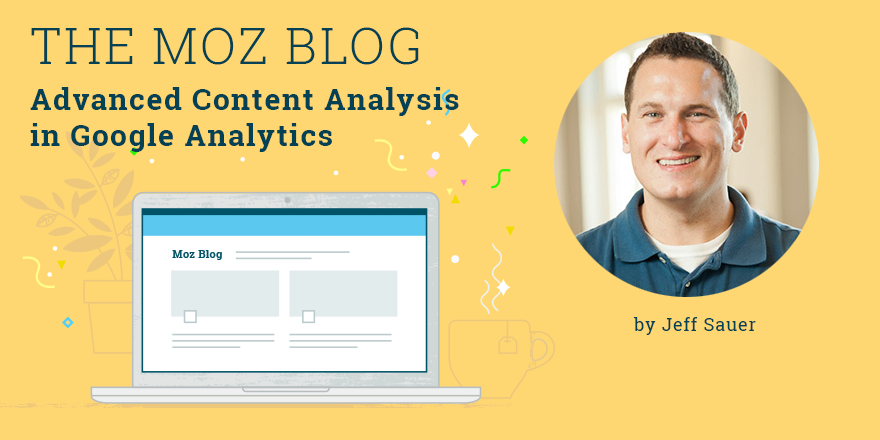 THE MOZ BLOG
Advanced Content Analysis
in Google Analytics
Moz Blog
by Jeff Sauer